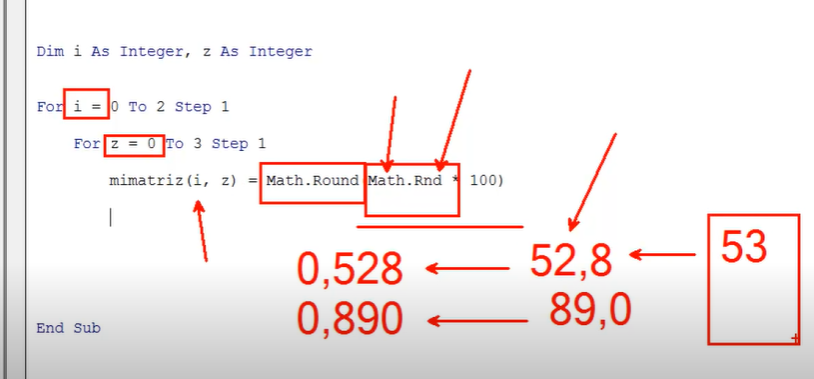 Dim i As Integer, z As Integer
For i = 0 To 2 Step 1
For z = 0 To 3 Step 1
mimatriz(i, z) = Math.Round(Math.Rnd * 100)
0,528 52,8 53
0,890 89,0
End Sub